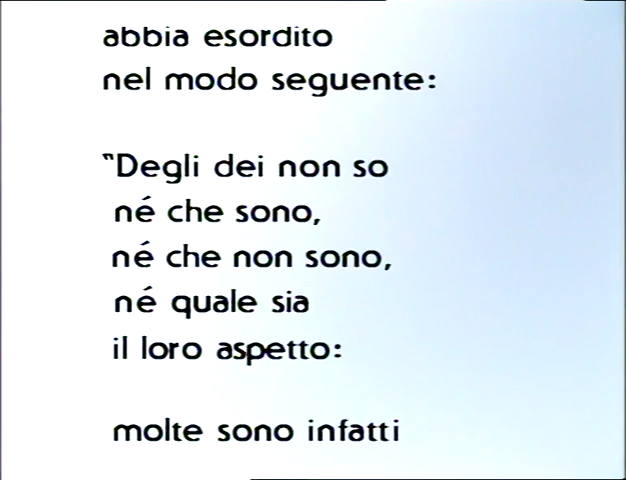 abbia esordito
nel modo seguente:
"Degli dei non so
né che sono,
né che non sono,
né quale sia
il loro aspetto:
molte sono infatti